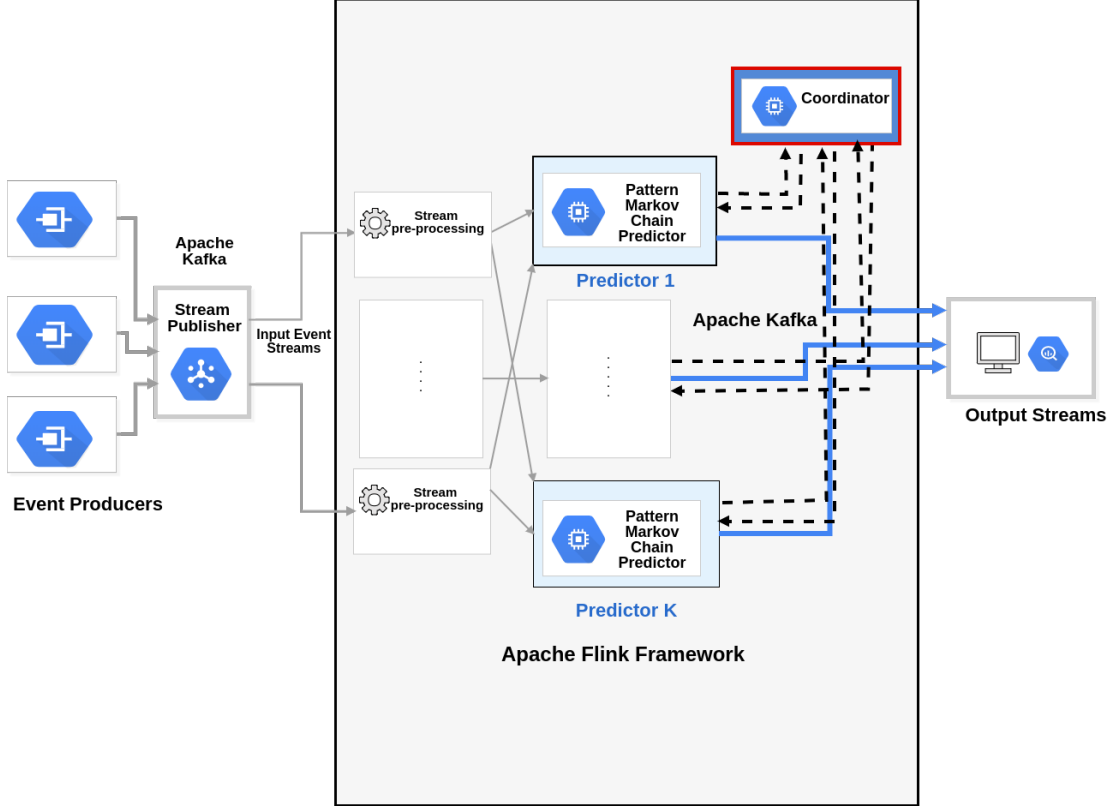 Coordinator
Pattern
Markov
Chain
Predictor
Predictor 1
Stream
pre-processing
Apache
Kafka
Stream
Publisher
Input Event
Streams
Apache Kafka
Output Streams
Stream
pre-processing
Event Producers
Pattern
Markov
Chain
Predictor
Predictor K
Apache Flink Framework